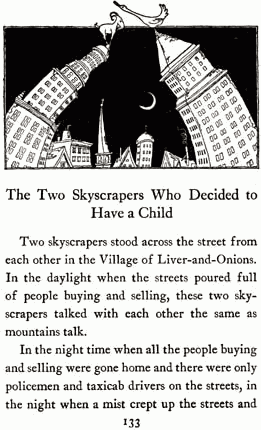 The Two Skyscrapers Who Decided to
Have a Child
Two skyscrapers stood across the street from
each other in the Village of Liver-and-Onions.
In the daylight when the streets poured full
of people buying and selling, these two sky-
scrapers talked with each other the same as
mountains talk.
In the night time when all the people buying
and selling were gone home and there were only
policemen and taxicab drivers on the streets, in
the night when a mist crept up the streets and
133